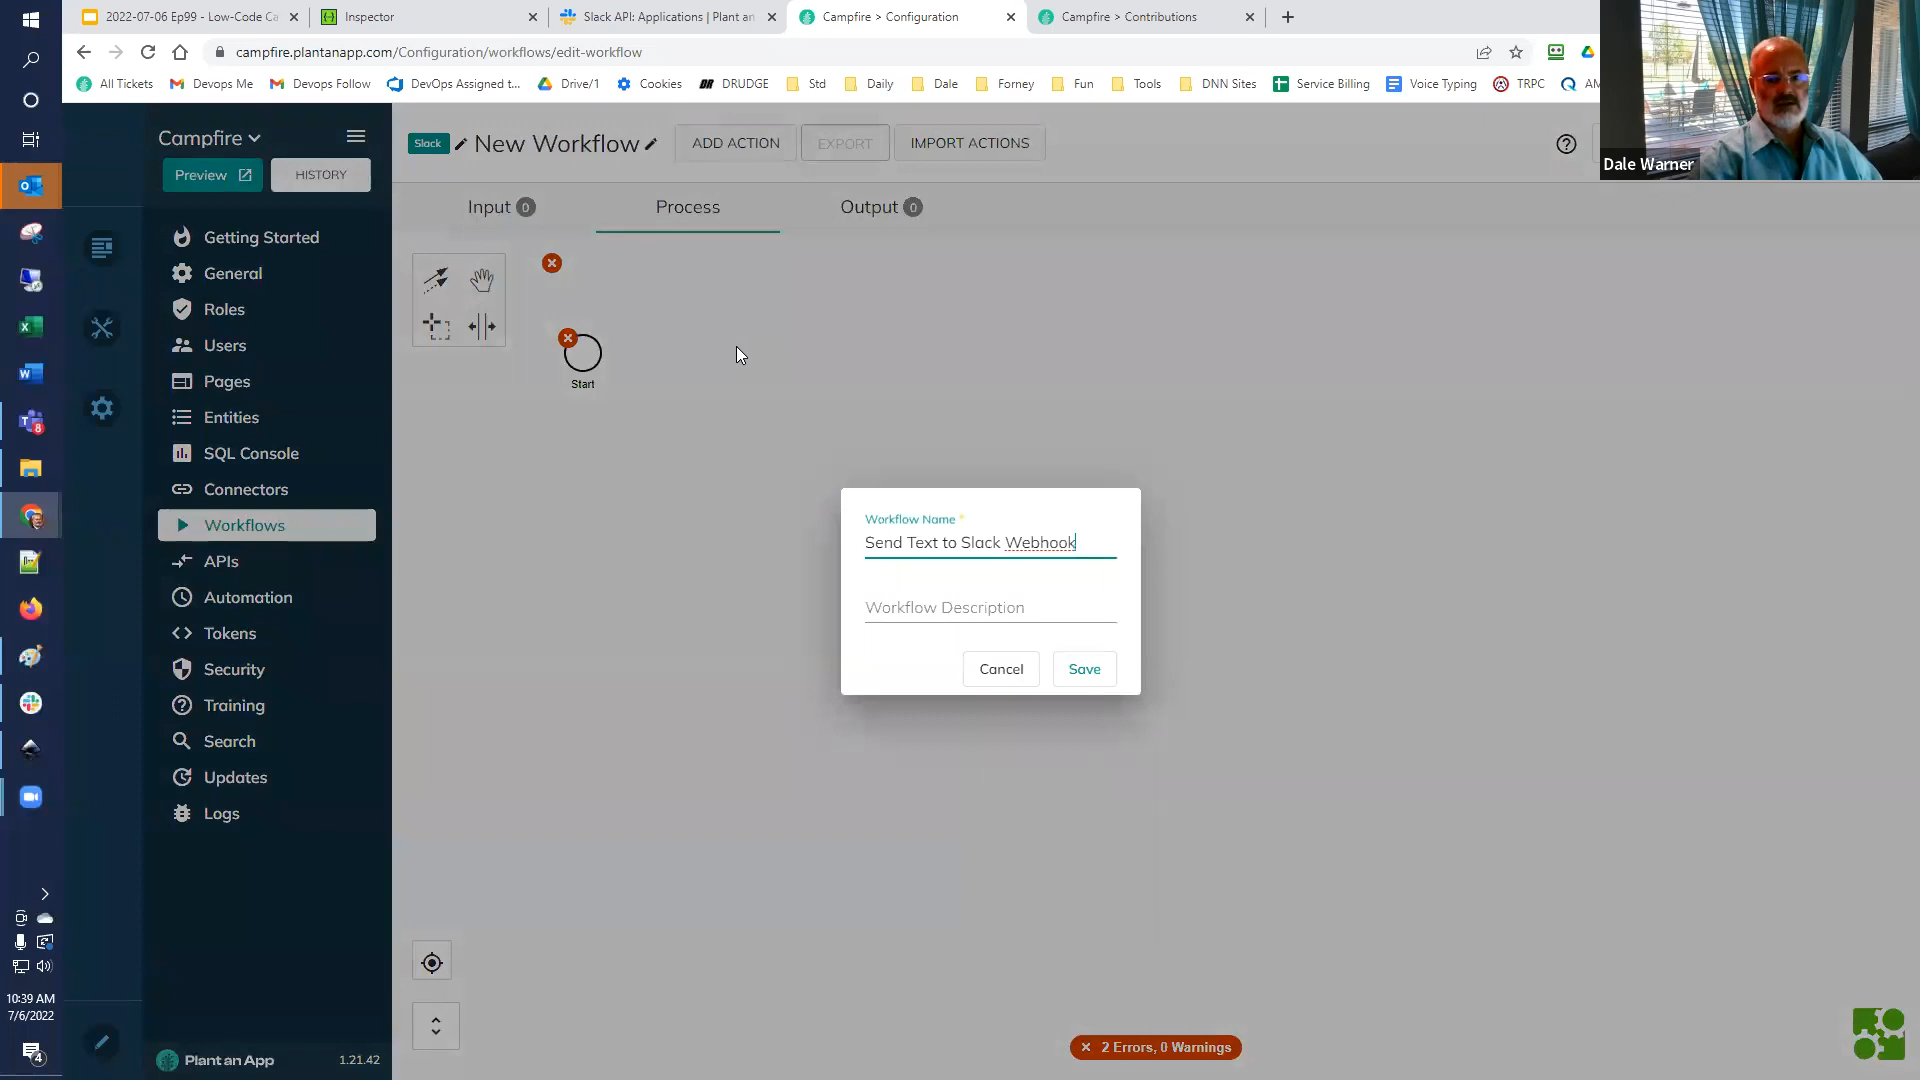 2022-07-06 Ep99 - Low-Code Ca
Inspector
Slack API: Applications | Plant an
Campfire > Configuration
Campfire > Contributions
campfire.plantanapp.com/Configuration/workflows/edit-workflow
All Tickets
Devops Me
Devops Follow
DevOps Assigned t...
Drive/1
Cookies
DRUDGE
Std
Daily
Dale
Forney
Fun
Tools
DNN Sites
Service Billing
Voice Typing
TRPC
AM
Dale Warner
Campfire
Preview
HISTORY
Slack
New Workflow
ADD ACTION
EXPORT
IMPORT ACTIONS
Input 0
Process
Output 0
Getting Started
General
Roles
Users
Pages
Entities
SQL Console
Connectors
Workflows
APIs
Automation
Tokens
Security
Training
Search
Updates
Logs
Start
Workflow Name *
Send Text to Slack Webhook
Workflow Description
Cancel
Save
8
10:39 AM
7/6/2022
4
Plant an App
1.21.42
2 Errors, 0 Warnings